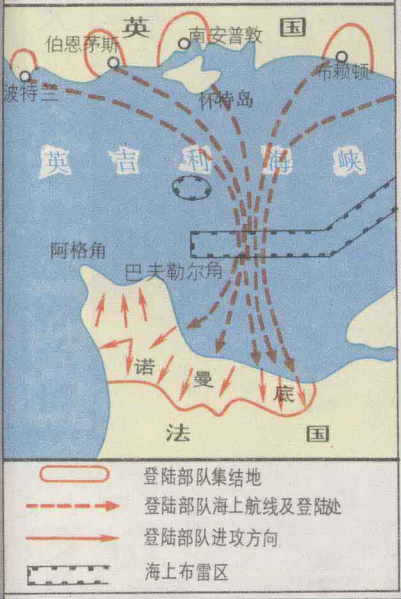 英 国
伯恩茅斯
南安普敦
布赖顿
波特兰
怀特岛
英吉利海峡
阿格角
巴夫勒尔角
诺曼底
法 国
登陆部队集结地
登陆部队海上航线及登陆处
登陆部队进攻方向
海上布雷区